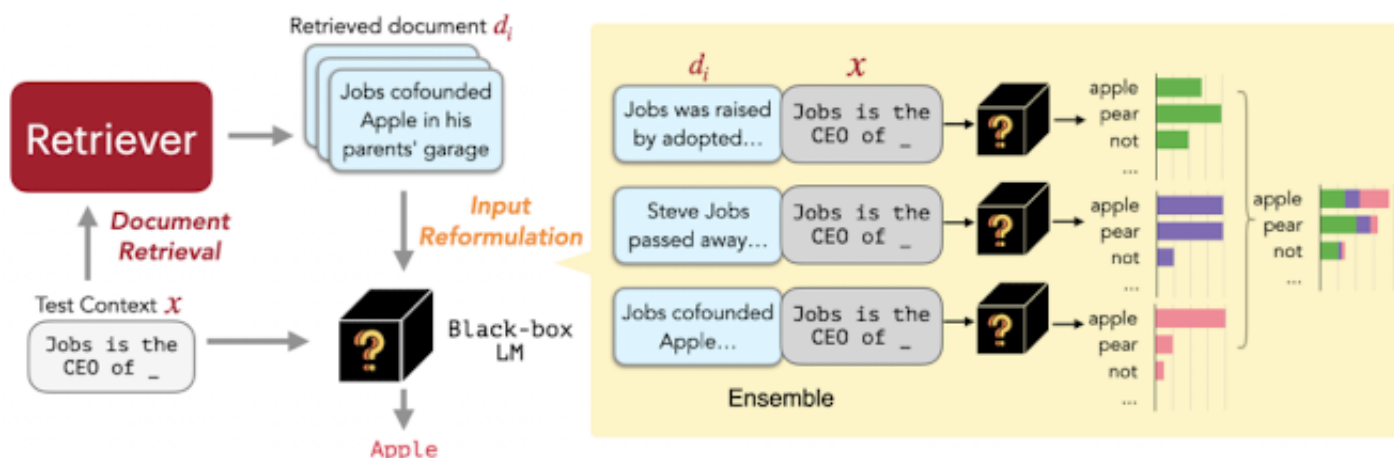 Retrieved document d_i
Jobs cofounded
Apple in his
parents' garage
Retriever
Document
Retrieval
Input
Reformulation
Test Context x
Jobs is the
CEO of _
?
Black-box
LM
Apple
d_i x
Jobs was raised
by adopted...
Jobs is the
CEO of _
?
apple
pear
not
...
Steve Jobs
passed away...
Jobs is the
CEO of _
?
apple
pear
not
...
Jobs cofounded
Apple...
Jobs is the
CEO of _
?
apple
pear
not
...
apple
pear
not
...
Ensemble